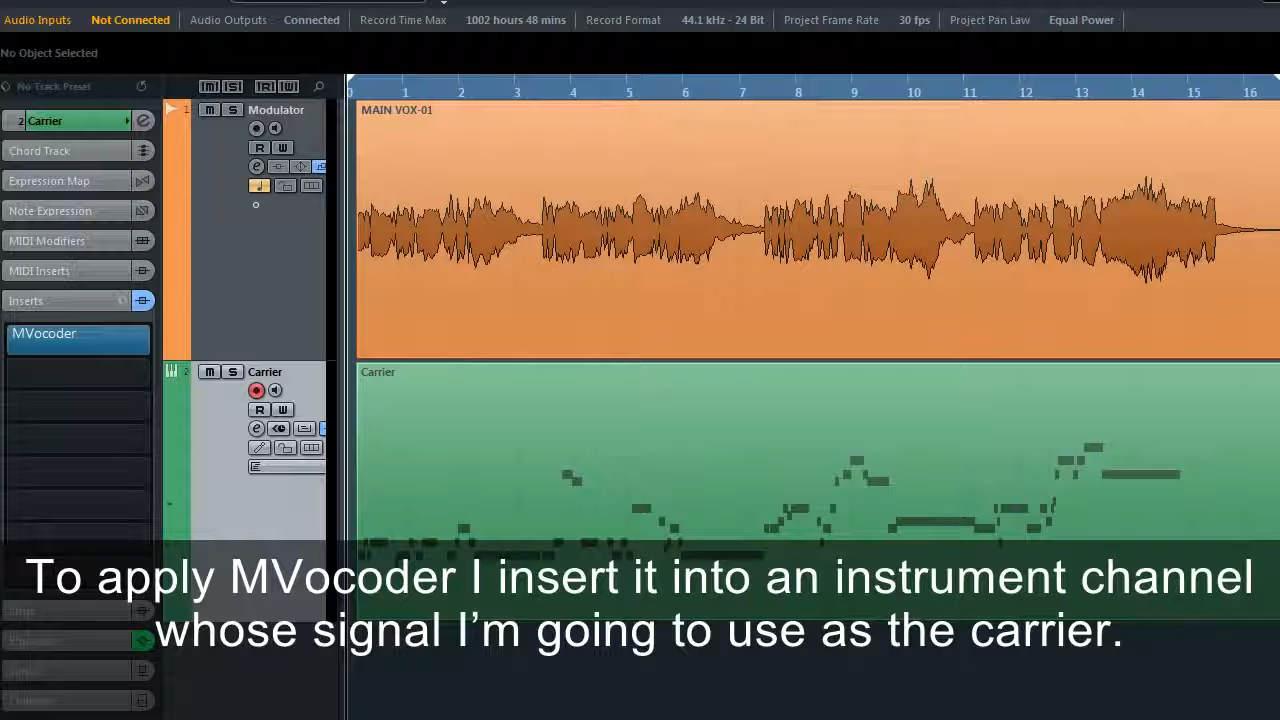 Audio Inputs Not Connected Audio Outputs Connected Record Time Max 1002 hours 48 mins Record Format 44.1 kHz - 24 Bit Project Frame Rate 30 fps Project Pan Law Equal Power
No Object Selected
No Track Preset
M S R W
0 1 2 3 4 5 6 7 8 9 10 11 12 13 14 15 16
1 M S Modulator
MAIN VOX-01
2 Carrier
R W
e
Chord Track
Expression Map
Note Expression
MIDI Modifiers
MIDI Inserts
Inserts
MVocoder
2 M S Carrier
Carrier
R W
e
To apply MVocoder I insert it into an instrument channel
whose signal I’m going to use as the carrier.